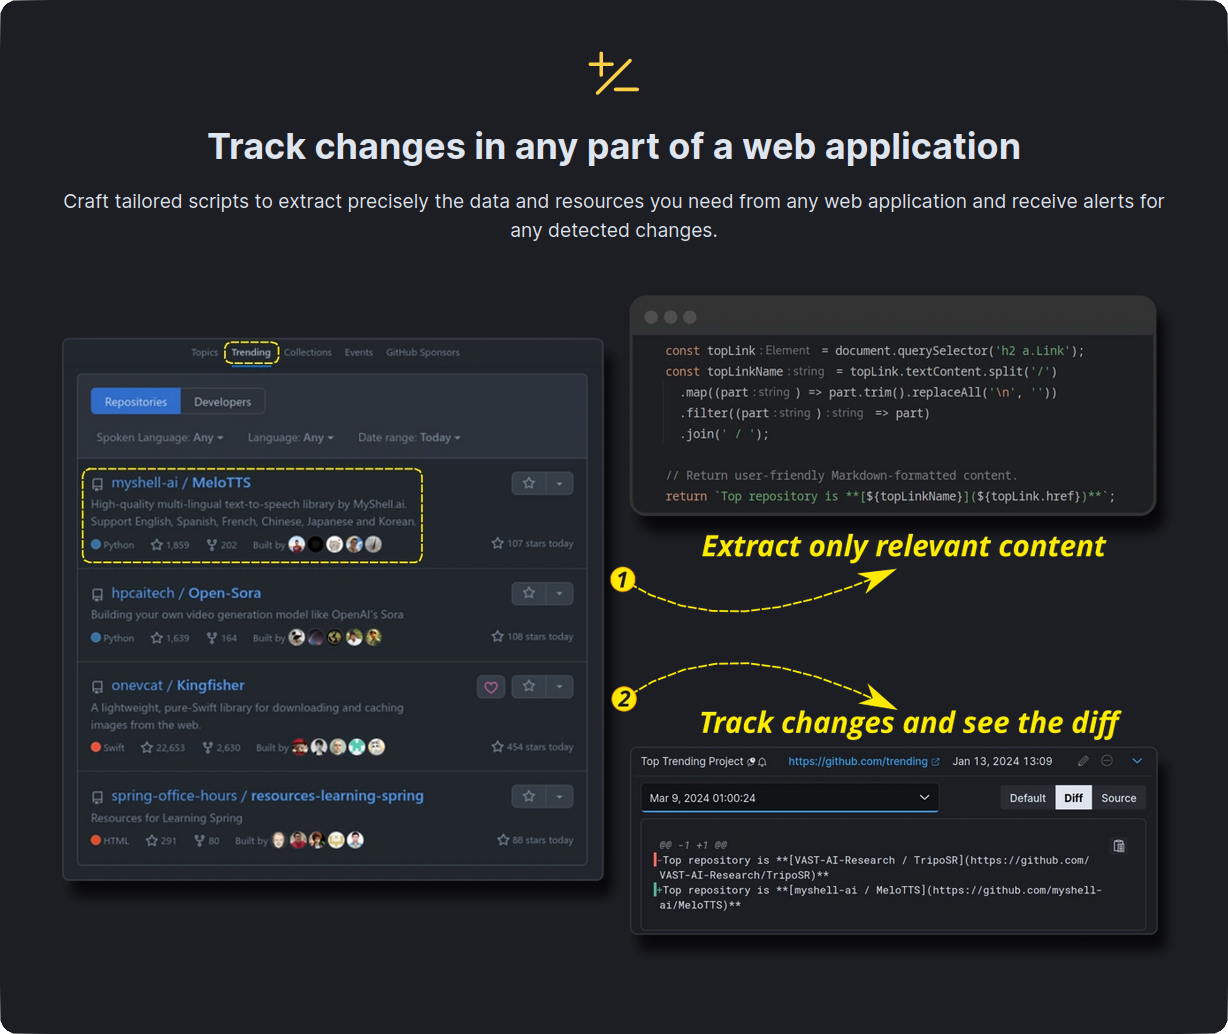 Track changes in any part of a web application
Craft tailored scripts to extract precisely the data and resources you need from any web application and receive alerts for
any detected changes.
Topics Trending Collections Events GitHub Sponsors
Repositories Developers
Spoken Language: Any Language: Any Date range: Today
myshell-ai / MeloTTS
High-quality multi-lingual text-to-speech library by MyShell.ai.
Support English, Spanish, French, Chinese, Japanese and Korean.
Python 1,859 202 Built by 107 stars today
hpcaitech / Open-Sora
Building your own video generation model like OpenAI's Sora
Python 1,639 164 Built by 108 stars today
onevcat / Kingfisher
A lightweight, pure-Swift library for downloading and caching
images from the web.
Swift 22,653 2,630 Built by 454 stars today
spring-office-hours / resources-learning-spring
Resources for Learning Spring
HTML 291 80 Built by 88 stars today
const topLink : Element = document.querySelector('h2 a.Link');
const topLinkName : string = topLink.textContent.split('/')
.map((part : string ) => part.trim().replaceAll('\n', ''))
.filter((part : string ) : string => part)
.join(' / ');
// Return user-friendly Markdown-formatted content.
return `Top repository is **[${topLinkName}](${topLink.href})**`;
Extract only relevant content
1
2
Track changes and see the diff
Top Trending Project https://github.com/trending Jan 13, 2024 13:09
Mar 9, 2024 01:00:24 Default Diff Source
@@ -1 +1 @@
-Top repository is **[VAST-AI-Research / TripoSR](https://github.com/
VAST-AI-Research/TripoSR)**
+Top repository is **[myshell-ai / MeloTTS](https://github.com/myshell-
ai/MeloTTS)**